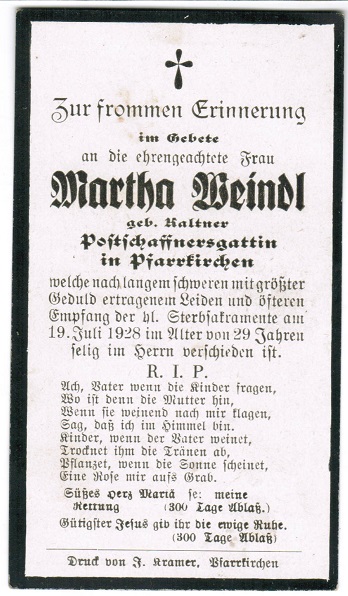 Zur frommen Erinnerung
im Gebete
an die ehrengeachtete Frau
Martha Weindl
geb. Kaltner
Postschaffnersgattin
in Pfarrkirchen
welche nach langem schweren mit größter
Geduld ertragenem Leiden und öfteren
Empfang der hl. Sterbsakramente am
19. Juli 1928 im Alter von 29 Jahren
selig im Herrn verschieden ist.
R. I. P.
Ach, Vater wenn die Kinder fragen,
Wo ist denn die Mutter hin,
Wenn sie weinend nach mir klagen,
Sag, daß ich im Himmel bin.
Kinder, wenn der Vater weinet,
Trocknet ihm die Tränen ab,
Pflanzet, wenn die Sonne scheinet,
Eine Rose mir aufs Grab.
Süßes Herz Mariä se: meine
Rettung (300 Tage Ablaß.)
Gütigster Jesus gib ihr die ewige Ruhe.
(300 Tage Ablaß)
Druck von J. Kramer, Pfarrkirchen